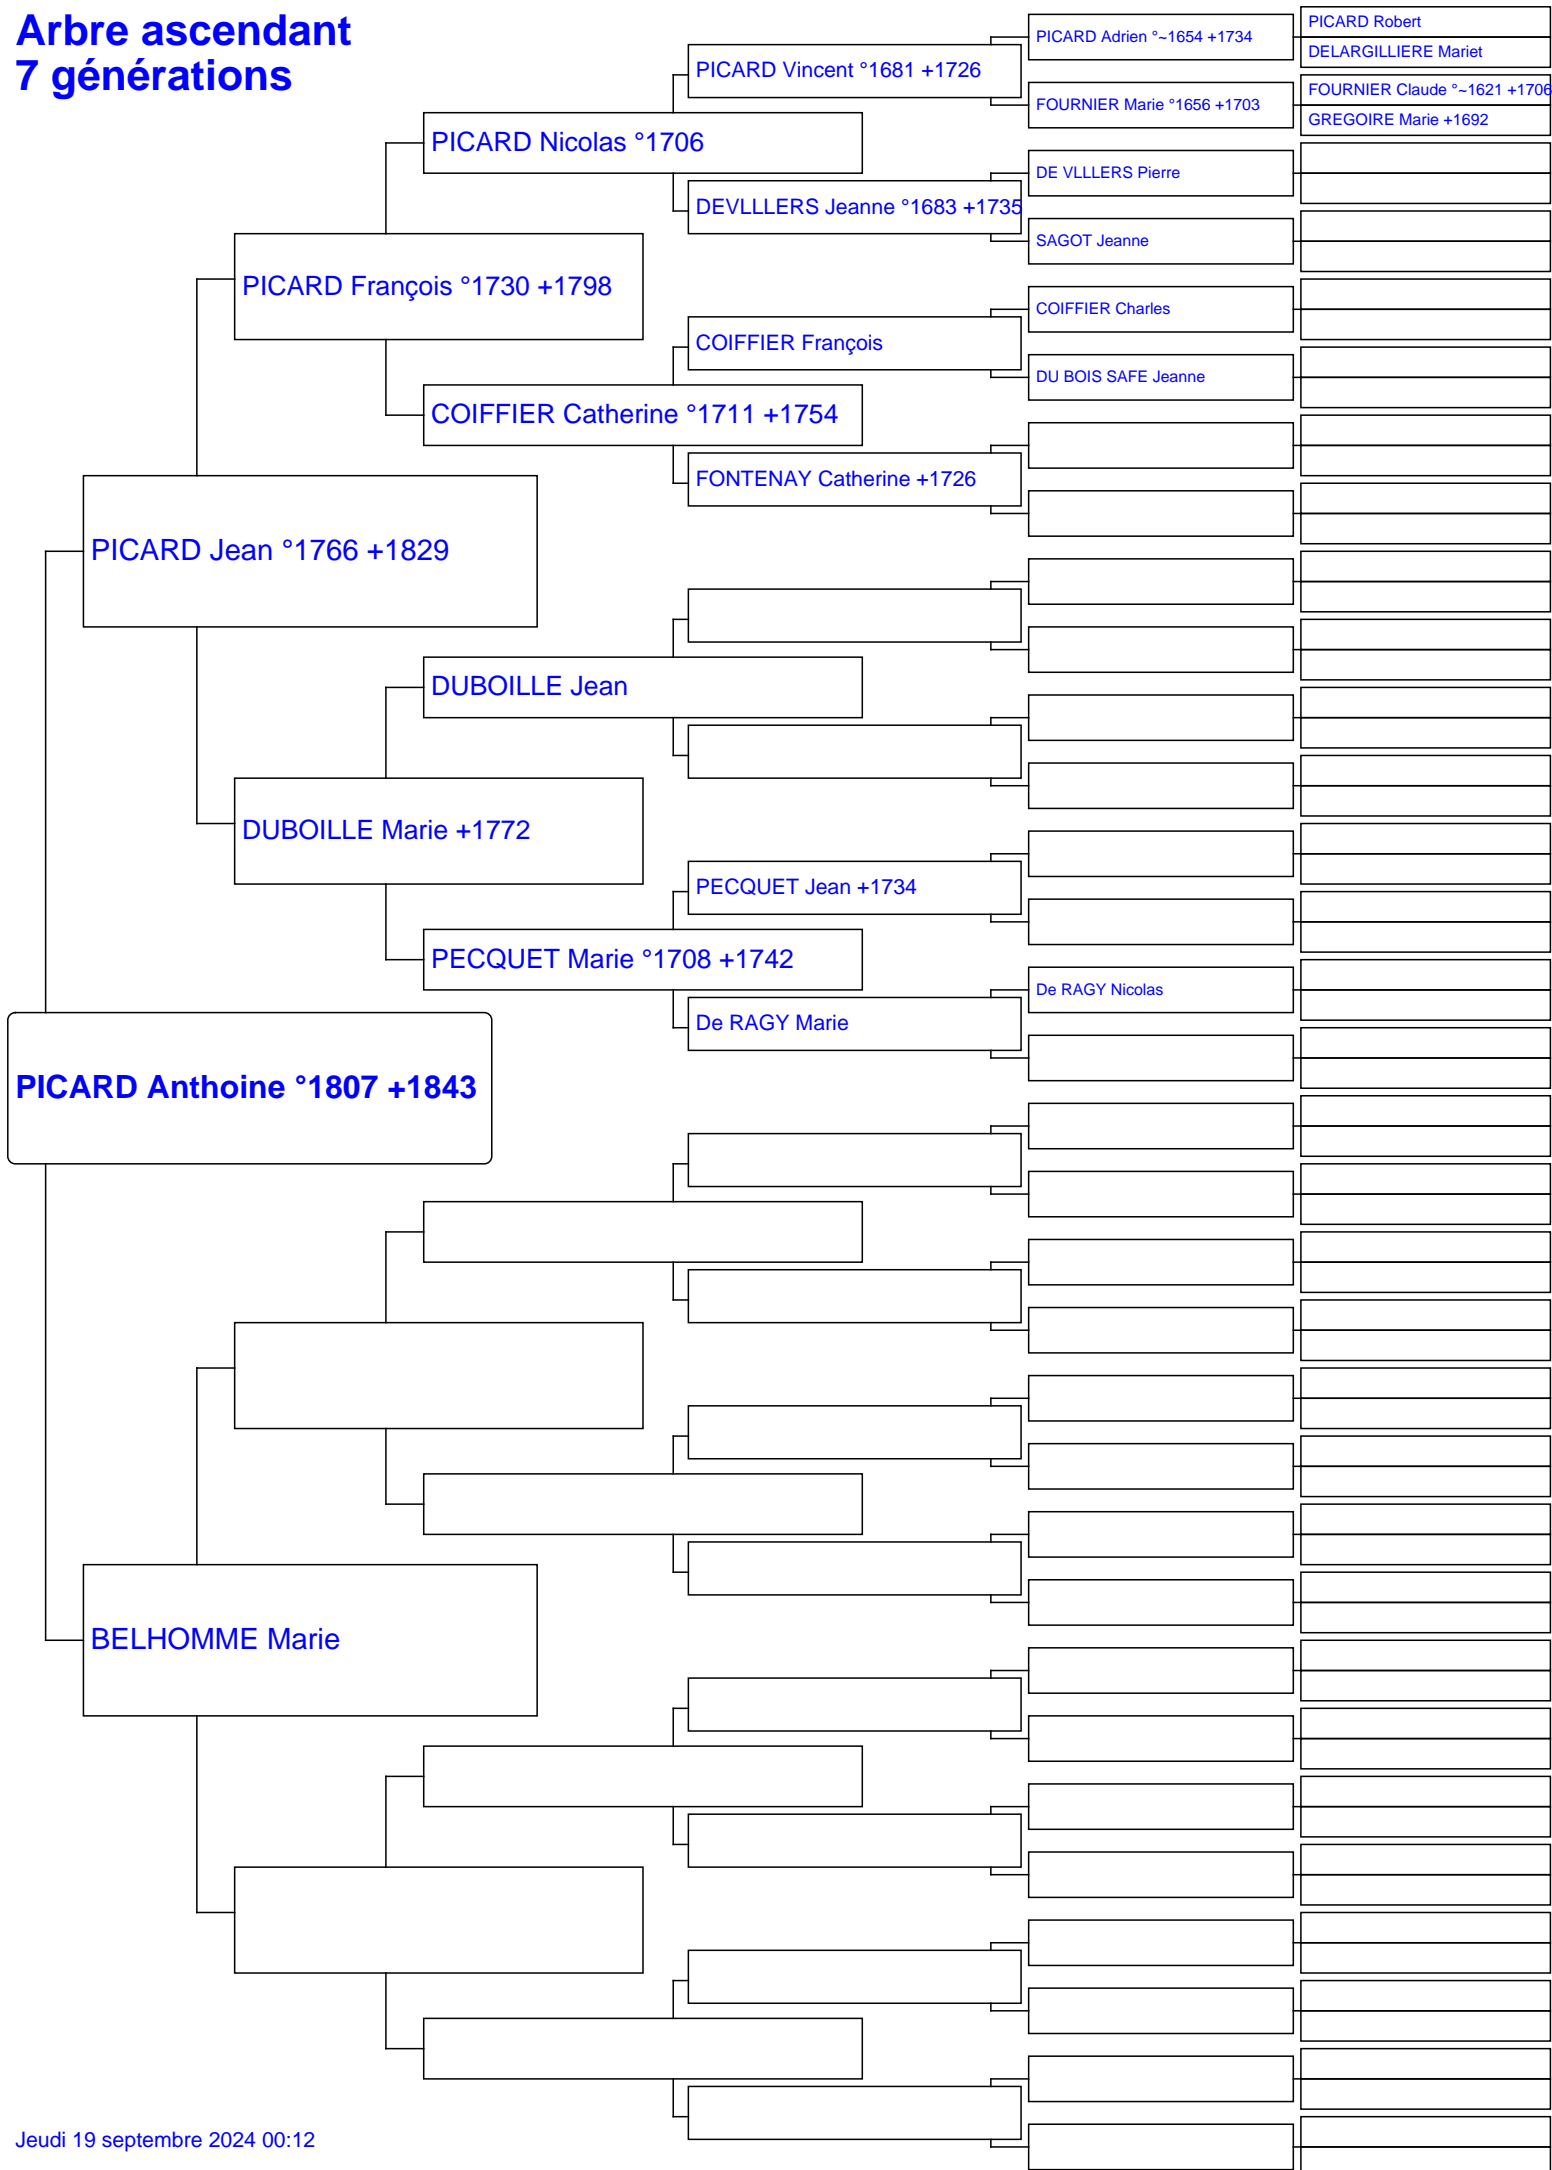 Arbre ascendant
7 générations
PICARD Robert
PICARD Adrien °~1654 +1734
DELARGILLIERE Mariet
PICARD Vincent °1681 +1726
FOURNIER Claude °~1621 +1706
FOURNIER Marie °1656 +1703
GREGOIRE Marie +1692
PICARD Nicolas °1706
DE VLLLERS Pierre
DEVLLLERS Jeanne °1683 +1735
SAGOT Jeanne
PICARD François °1730 +1798
COIFFIER Charles
COIFFIER François
DU BOIS SAFE Jeanne
COIFFIER Catherine °1711 +1754
FONTENAY Catherine +1726
PICARD Jean °1766 +1829
DUBOILLE Jean
DUBOILLE Marie +1772
PECQUET Jean +1734
PECQUET Marie °1708 +1742
De RAGY Nicolas
De RAGY Marie
PICARD Anthoine °1807 +1843
BELHOMME Marie
Jeudi 19 septembre 2024 00:12